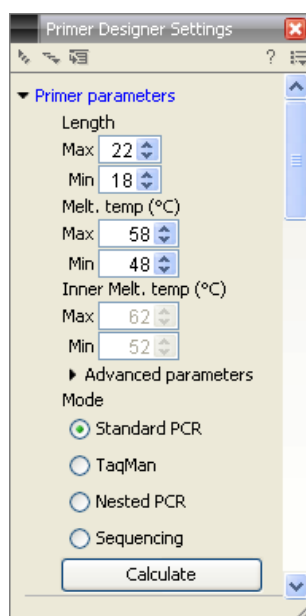 Primer Designer Settings
?
Primer parameters
Length
Max 22
Min 18
Melt. temp (°C)
Max 58
Min 48
Inner Melt. temp (°C)
Max 62
Min 52
Advanced parameters
Mode
Standard PCR
TaqMan
Nested PCR
Sequencing
Calculate